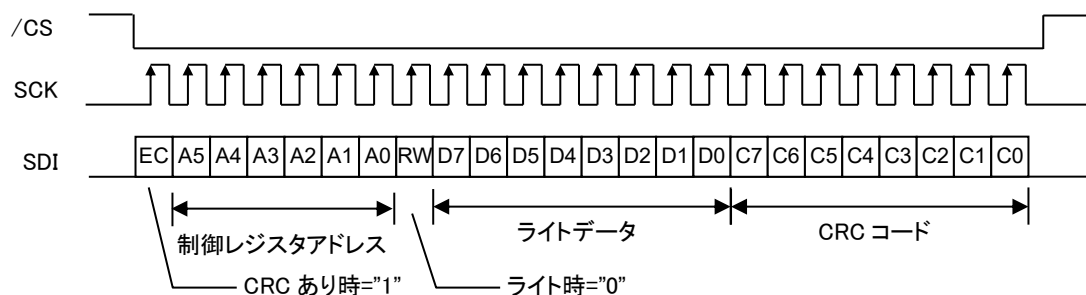 /CS
SCK
SDI
EC A5 A4 A3 A2 A1 A0 RW D7 D6 D5 D4 D3 D2 D1 D0 C7 C6 C5 C4 C3 C2 C1 C0
制御レジスタアドレス
ライトデータ
CRC コード
CRC あり時="1"
ライト時="0"